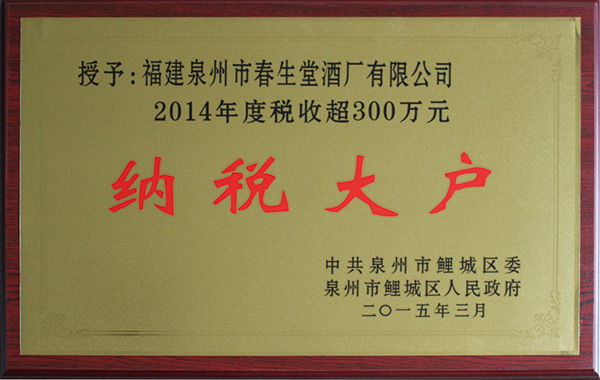 授予:福建泉州市春生堂酒厂有限公司
2014年度税收超300万元
纳税大户
中共泉州市鲤城区委
泉州市鲤城区人民政府
二〇一五年三月